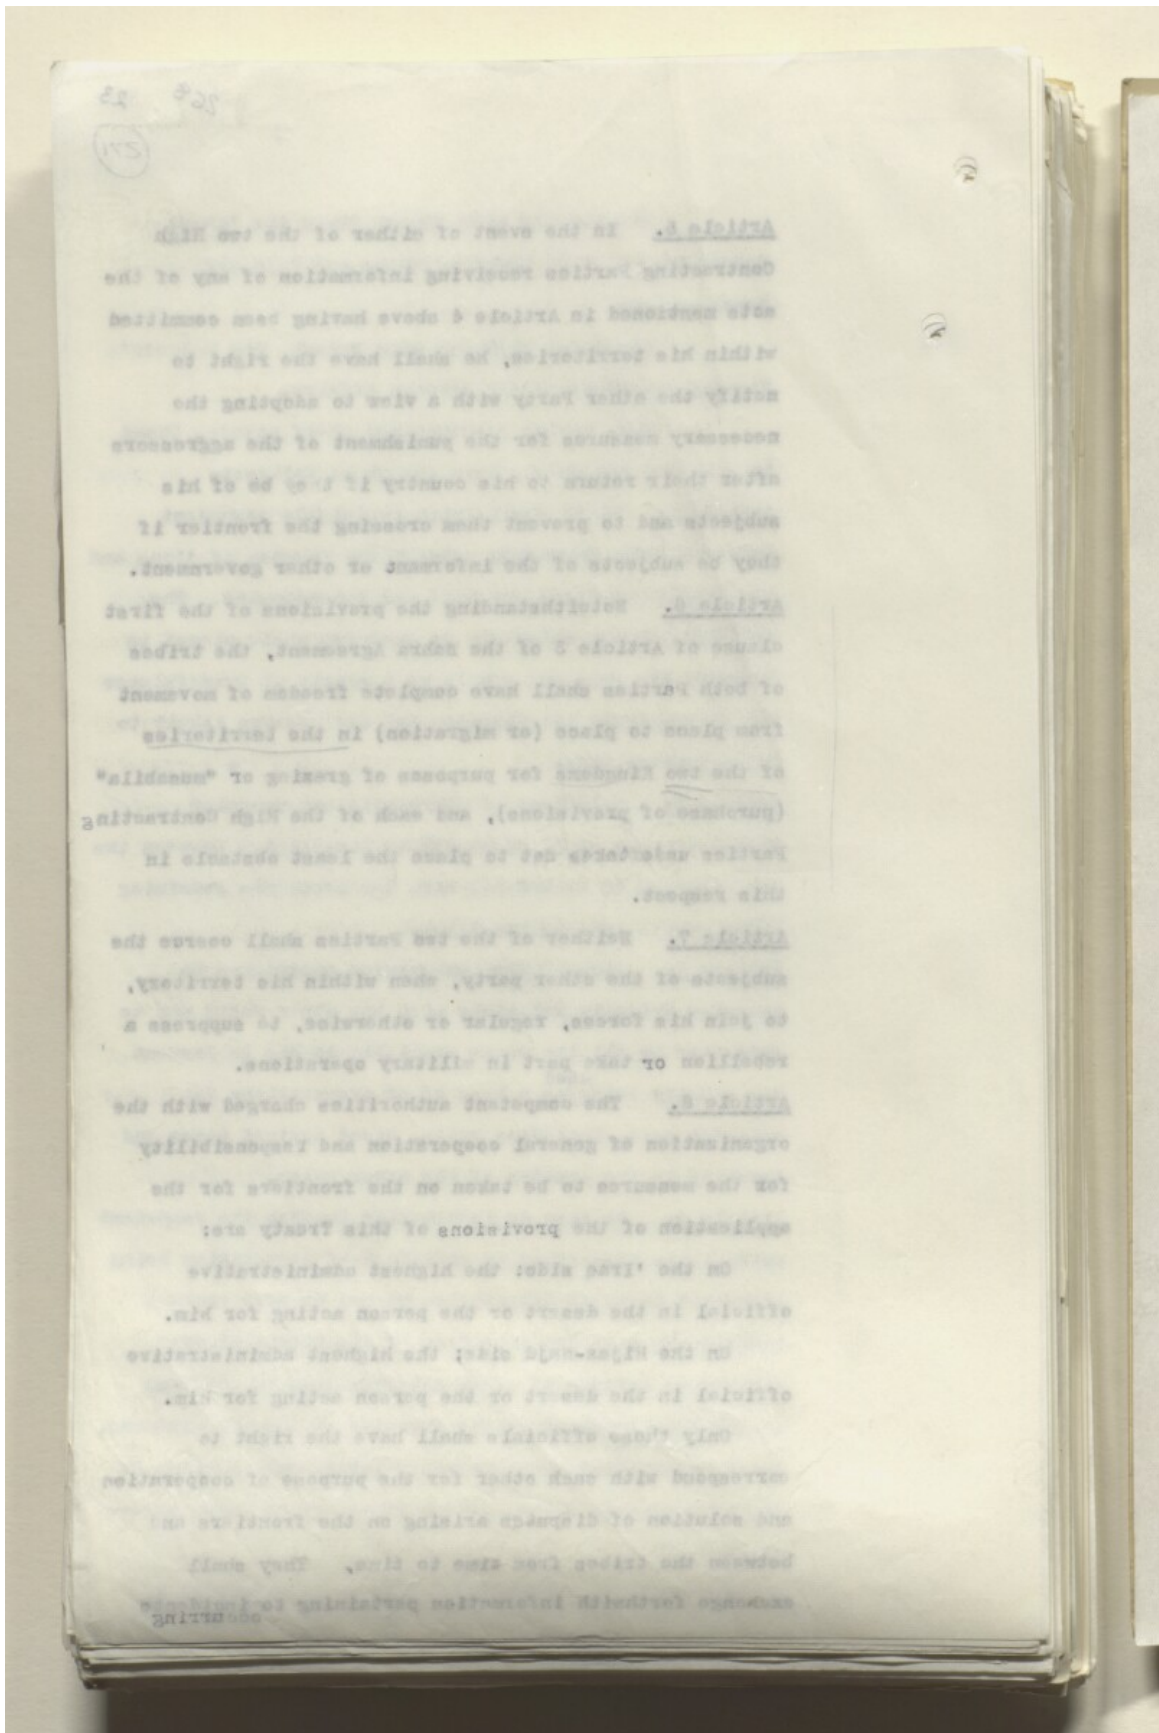 268 23
271
Article 5. In the event of either of the two High
Contracting Parties receiving information of any of the
acts mentioned in Article 4 above having been committed
within his territories, he shall have the right to
notify the other Party with a view to adopting the
necessary measures for the punishment of the aggressors
after their return to his country if they be of his
subjects and to prevent them crossing the frontier if
they be subjects of the informant or other government.
Article 6. Notwithstanding the provisions of the first
clause of Article of the Bahra Agreement, the tribes
of both Parties shall have complete freedom of movement
from place to place (or migration) in the territories
of the two Kingdoms for purposes of grazing or "musabila"
(purchase of provisions), and each of the High Contracting
Parties undertakes not to place the least obstacle in
this respect.
Article 7. Neither of the two Parties shall coerce the
subjects of the other party, when within his territory,
to join his forces, regular or otherwise, to suppress a
rebellion or take part in military operations.
Article 8. The competent authorities charged with the
organization of general cooperation and responsibility
for the measures to be taken on the frontiers for the
application of the provisions of this Treaty are:
On the 'Iraq side: the highest administrative
official in the desert or the person acting for him.
On the Hijaz-Najd side; the highest administrative
official in the desert or the person acting for him.
Only these officials shall have the right to
correspond with each other for the purpose of cooperation
and solution of disputes arising on the frontiers and
between the tribes from time to time. They shall
exchange forthwith information pertaining to incidents
occurring